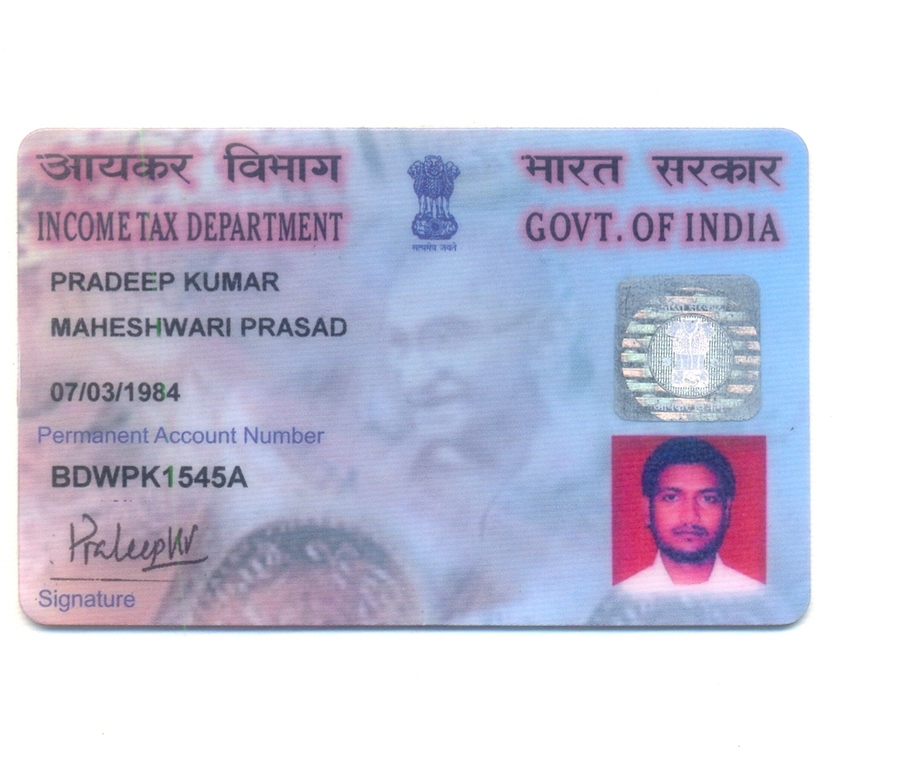 आयकर विभाग
INCOME TAX DEPARTMENT
सत्यमेव जयते
भारत सरकार
GOVT. OF INDIA
PRADEEP KUMAR
MAHESHWARI PRASAD
07/03/1984
Permanent Account Number
BDWPK1545A
PradeepKr
Signature